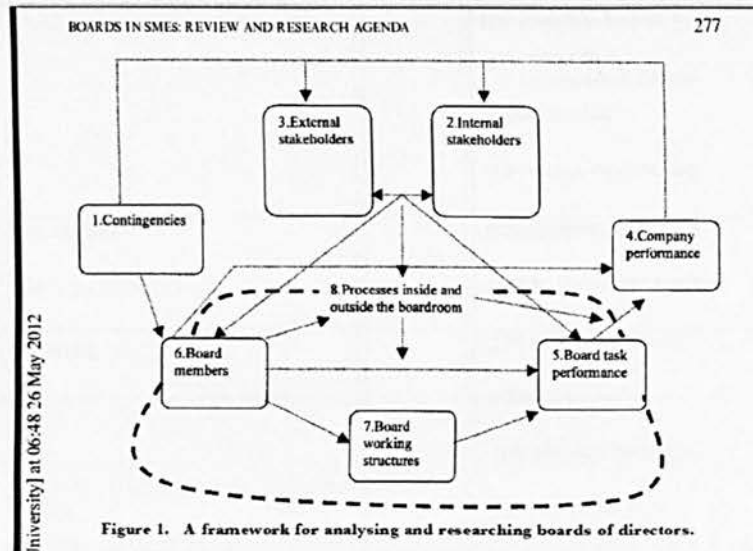 BOARDS IN SMES: REVIEW AND RESEARCH AGENDA
277
3.External
stakeholders
2.Internal
stakeholders
1.Contingencies
4.Company
performance
8.Processes inside and
outside the boardroom
6.Board
members
5.Board task
performance
7.Board
working
structures
University] at 06:48 26 May 2012
Figure 1. A framework for analysing and researching boards of directors.